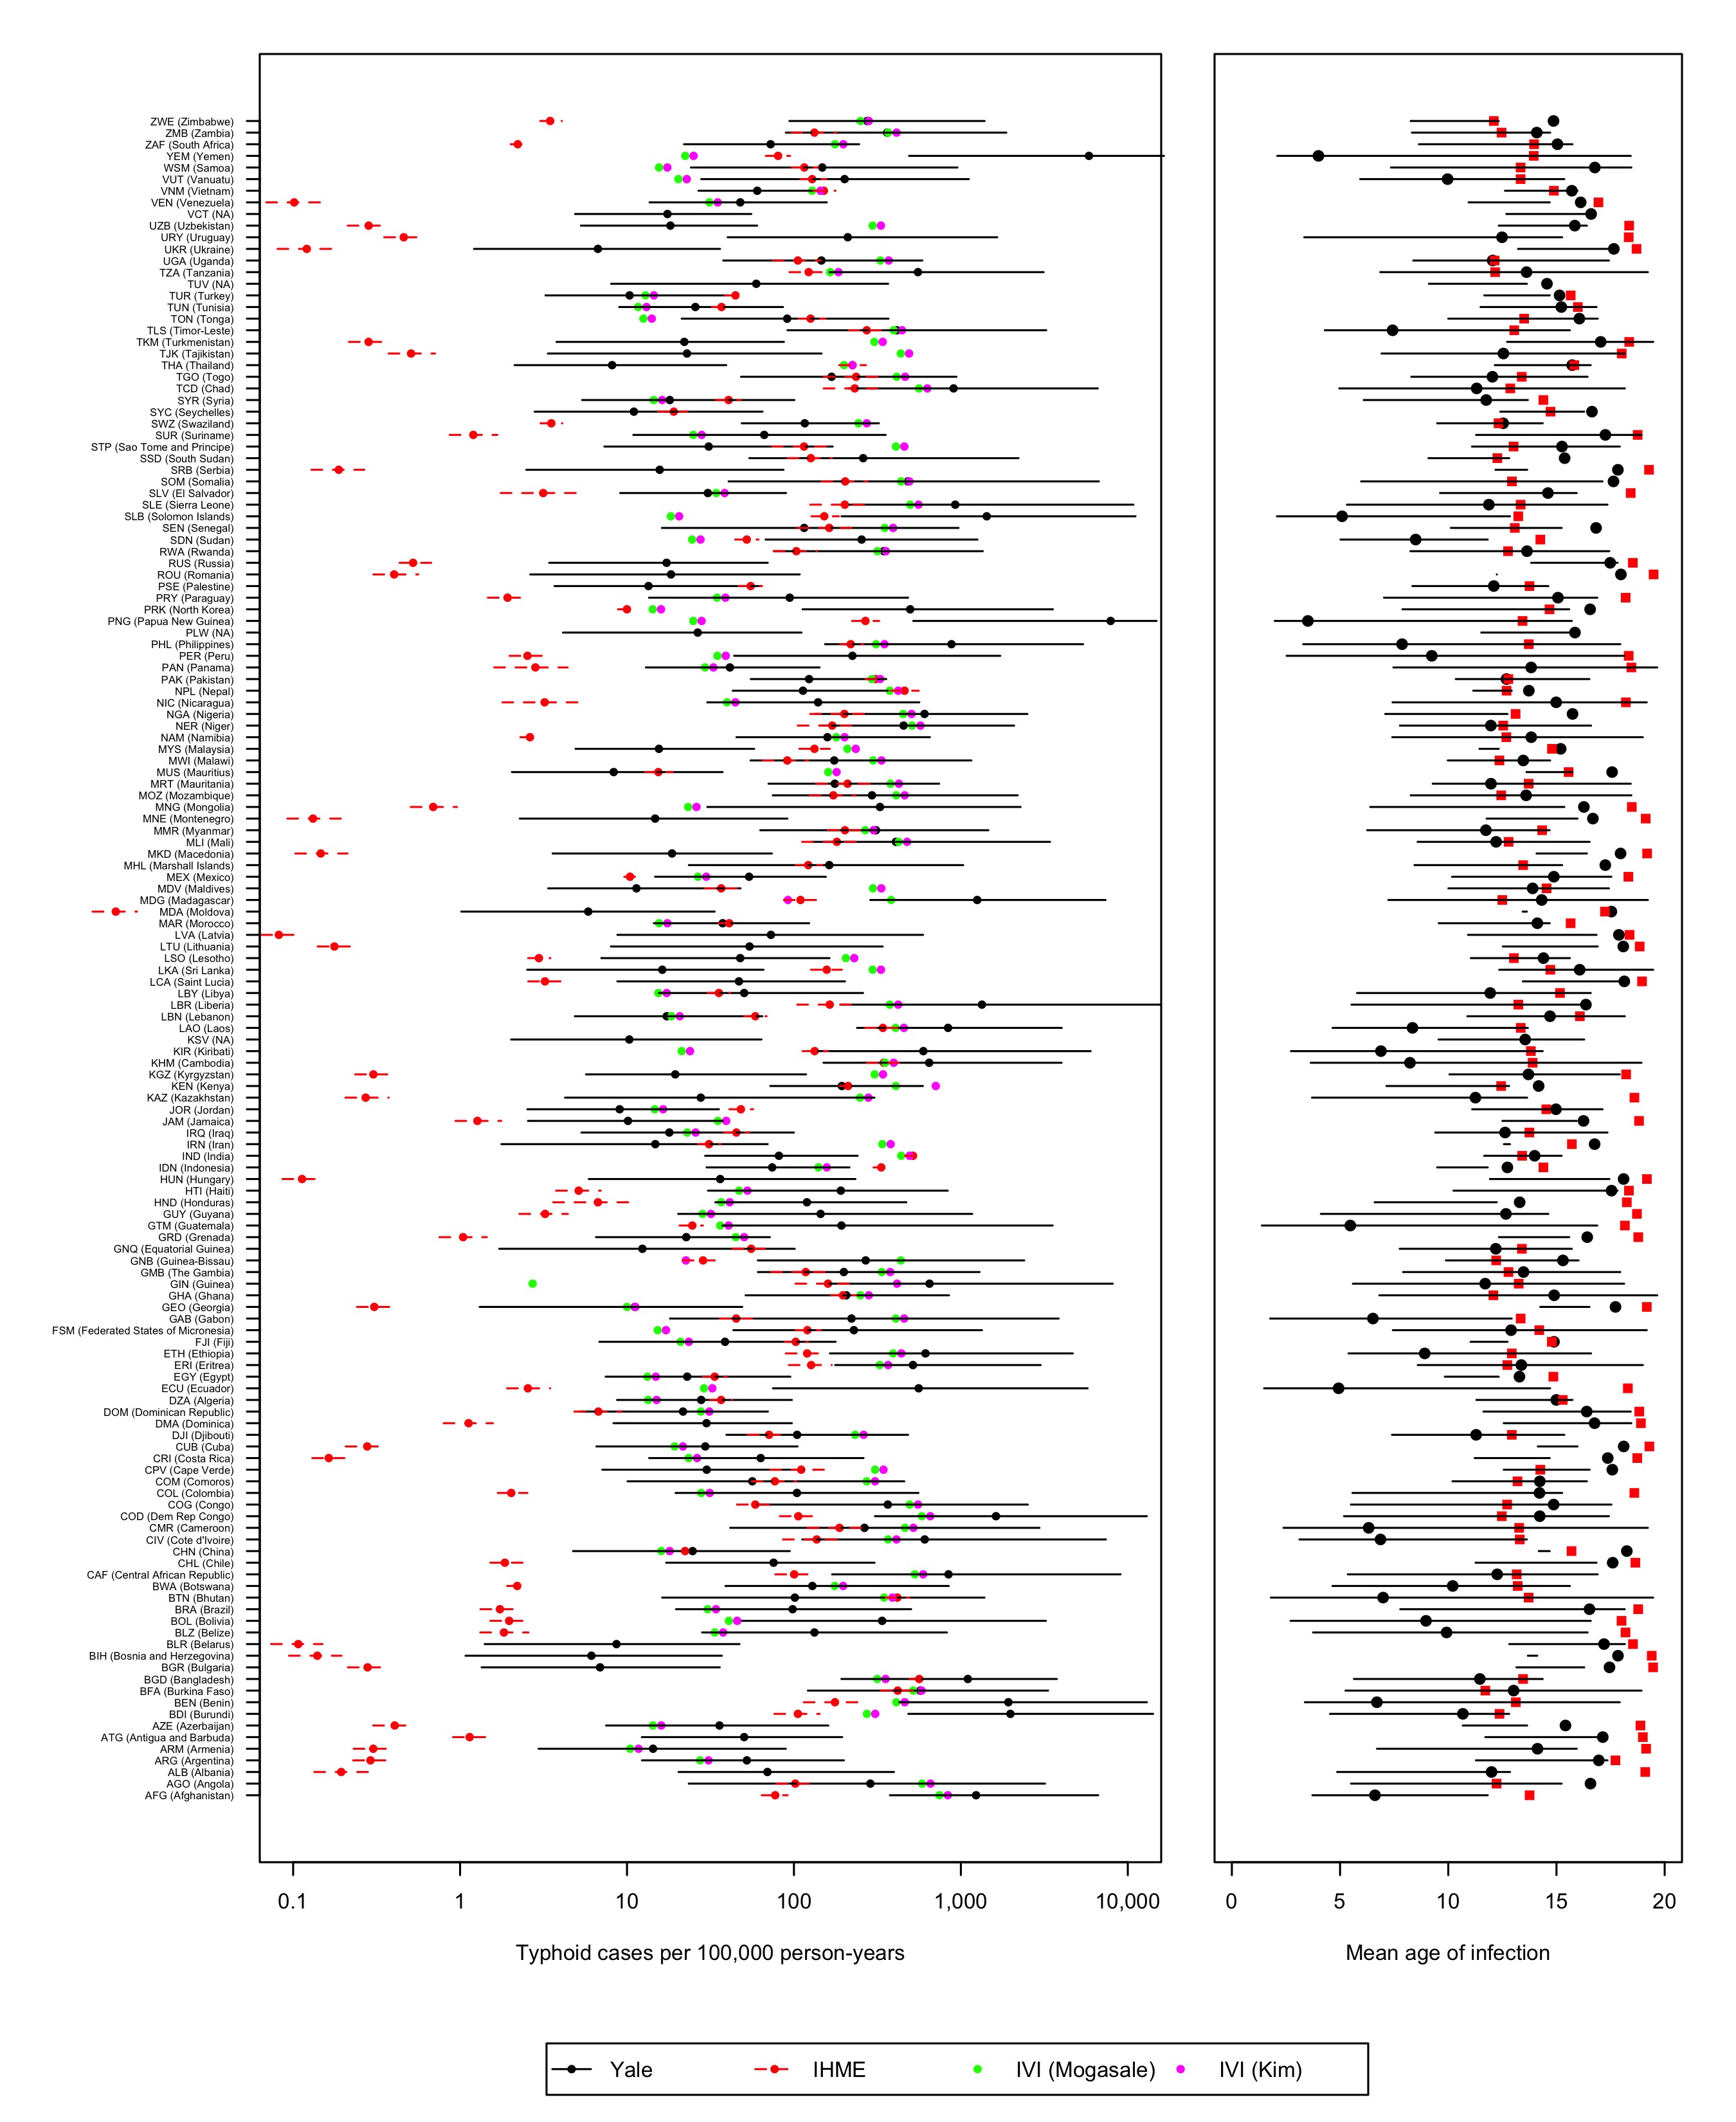 ZWE (Zimbabwe)
ZMB (Zambia)
ZAF (South Africa)
YEM (Yemen)
WSM (Samoa)
VUT (Vanuatu)
VNM (Vietnam)
VEN (Venezuela)
VCT (NA)
UZB (Uzbekistan)
URY (Uruguay)
UKR (Ukraine)
UGA (Uganda)
TZA (Tanzania)
TUV (NA)
TUR (Turkey)
TUN (Tunisia)
TON (Tonga)
TLS (Timor-Leste)
TKM (Turkmenistan)
TJK (Tajikistan)
THA (Thailand)
TGO (Togo)
TCD (Chad)
SYR (Syria)
SYC (Seychelles)
SWZ (Swaziland)
SUR (Suriname)
STP (Sao Tome and Principe)
SSD (South Sudan)
SRB (Serbia)
SOM (Somalia)
SLV (El Salvador)
SLE (Sierra Leone)
SLB (Solomon Islands)
SEN (Senegal)
SDN (Sudan)
RWA (Rwanda)
RUS (Russia)
ROU (Romania)
PSE (Palestine)
PRY (Paraguay)
PRK (North Korea)
PNG (Papua New Guinea)
PLW (NA)
PHL (Philippines)
PER (Peru)
PAN (Panama)
PAK (Pakistan)
NPL (Nepal)
NIC (Nicaragua)
NGA (Nigeria)
NER (Niger)
NAM (Namibia)
MYS (Malaysia)
MWI (Malawi)
MUS (Mauritius)
MRT (Mauritania)
MOZ (Mozambique)
MNG (Mongolia)
MNE (Montenegro)
MMR (Myanmar)
MLI (Mali)
MKD (Macedonia)
MHL (Marshall Islands)
MEX (Mexico)
MDV (Maldives)
MDG (Madagascar)
MDA (Moldova)
MAR (Morocco)
LVA (Latvia)
LTU (Lithuania)
LSO (Lesotho)
LKA (Sri Lanka)
LCA (Saint Lucia)
LBY (Libya)
LBR (Liberia)
LBN (Lebanon)
LAO (Laos)
KSV (NA)
KIR (Kiribati)
KHM (Cambodia)
KGZ (Kyrgyzstan)
KEN (Kenya)
KAZ (Kazakhstan)
JOR (Jordan)
JAM (Jamaica)
IRQ (Iraq)
IRN (Iran)
IND (India)
IDN (Indonesia)
HUN (Hungary)
HTI (Haiti)
HND (Honduras)
GUY (Guyana)
GTM (Guatemala)
GRD (Grenada)
GNQ (Equatorial Guinea)
GNB (Guinea-Bissau)
GMB (The Gambia)
GIN (Guinea)
GHA (Ghana)
GEO (Georgia)
GAB (Gabon)
FSM (Federated States of Micronesia)
FJI (Fiji)
ETH (Ethiopia)
ERI (Eritrea)
EGY (Egypt)
ECU (Ecuador)
DZA (Algeria)
DOM (Dominican Republic)
DMA (Dominica)
DJI (Djibouti)
CUB (Cuba)
CRI (Costa Rica)
CPV (Cape Verde)
COM (Comoros)
COL (Colombia)
COG (Congo)
COD (Dem Rep Congo)
CMR (Cameroon)
CIV (Cote d'Ivoire)
CHN (China)
CHL (Chile)
CAF (Central African Republic)
BWA (Botswana)
BTN (Bhutan)
BRA (Brazil)
BOL (Bolivia)
BLZ (Belize)
BLR (Belarus)
BIH (Bosnia and Herzegovina)
BGR (Bulgaria)
BGD (Bangladesh)
BFA (Burkina Faso)
BEN (Benin)
BDI (Burundi)
AZE (Azerbaijan)
ATG (Antigua and Barbuda)
ARM (Armenia)
ARG (Argentina)
ALB (Albania)
AGO (Angola)
AFG (Afghanistan)
0.1 1 10 100 1,000 10,000
0 5 10 15 20
Typhoid cases per 100,000 person-years
Mean age of infection
Yale IHME IVI (Mogasale) IVI (Kim)